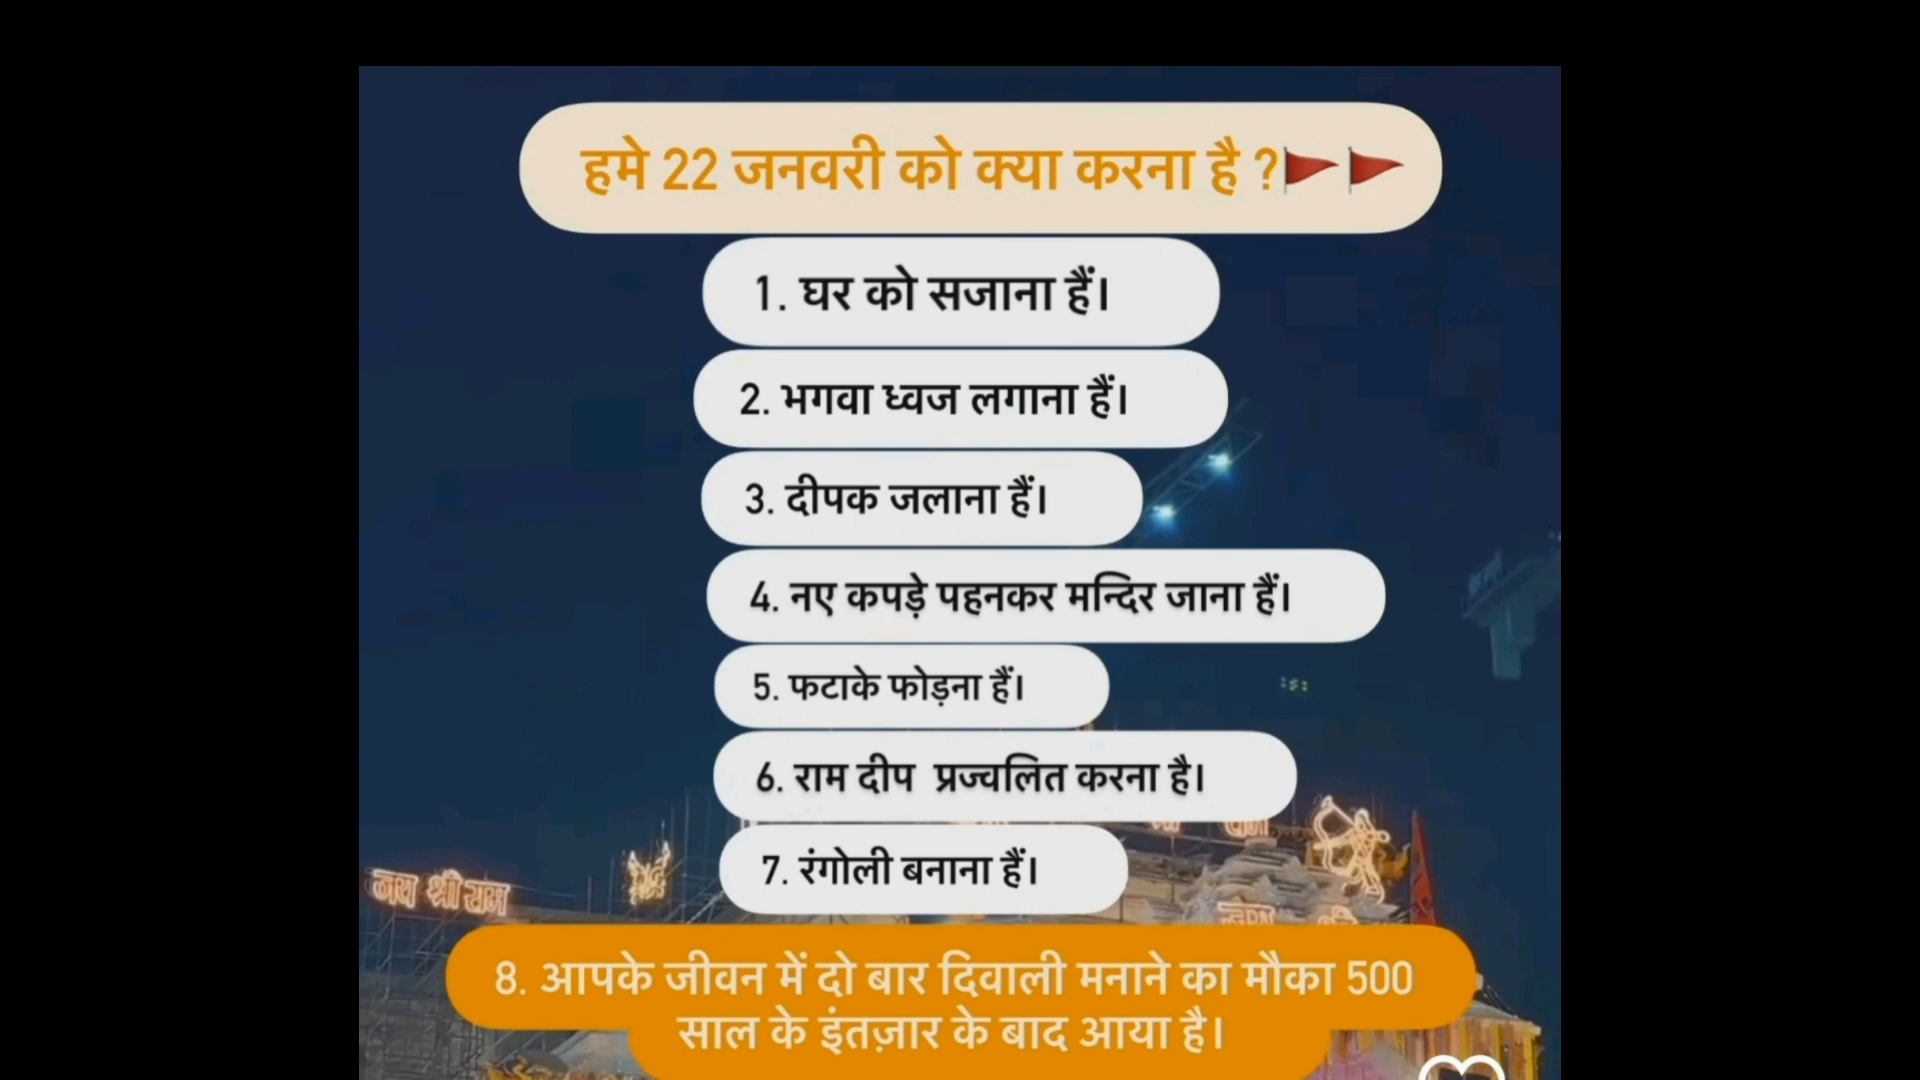 हमे 22 जनवरी को क्या करना है ?🚩🚩
1. घर को सजाना हैं।
2. भगवा ध्वज लगाना हैं।
3. दीपक जलाना हैं।
4. नए कपड़े पहनकर मन्दिर जाना हैं।
5. फटाके फोड़ना हैं।
6. राम दीप प्रज्वलित करना है।
7. रंगोली बनाना हैं।
जय श्री राम
8. आपके जीवन में दो बार दिवाली मनाने का मौका 500
साल के इंतज़ार के बाद आया है।